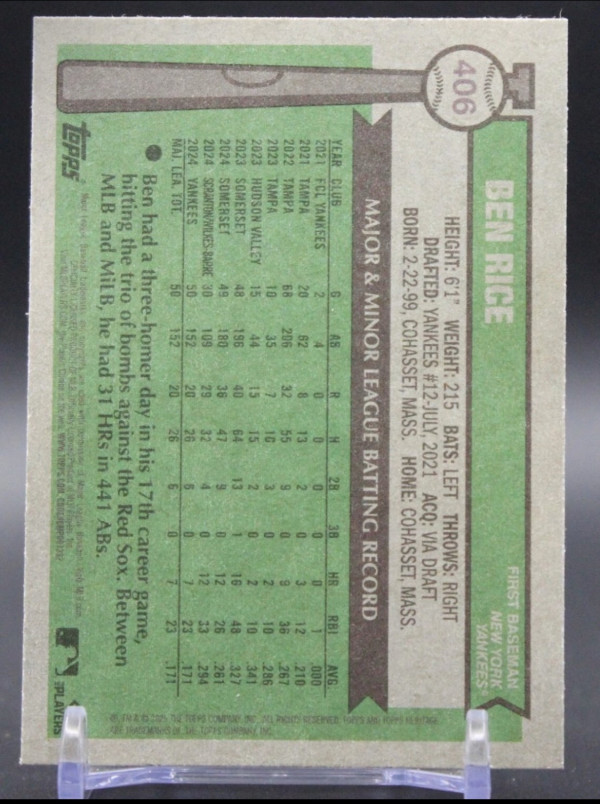 406
BEN RICE
FIRST BASEMAN
NEW YORK
YANKEES
HEIGHT: 6'1" WEIGHT: 215 BATS: LEFT THROWS: RIGHT
DRAFTED: YANKEES #12-JULY, 2021 ACQ: VIA DRAFT
BORN: 2-22-99, COHASSET, MASS. HOME: COHASSET, MASS.
MAJOR & MINOR LEAGUE BATTING RECORD
YEAR CLUB G AB R H 2B 3B HR RBI AVG
2021 FCL YANKEES 2 4 0 0 0 0 0 1 .000
2021 TAMPA 20 62 8 13 2 0 3 12 .210
2022 TAMPA 68 206 32 55 9 0 9 36 .267
2023 TAMPA 10 35 7 10 3 0 2 10 .286
2023 HUDSON VALLEY 15 44 15 15 2 0 2 10 .341
2023 SOMERSET 48 196 40 64 13 1 16 48 .327
2024 SOMERSET 49 180 36 47 9 0 12 26 .261
2024 SCRANTON/WILKES-BARRE 30 109 29 32 4 0 12 33 .294
2024 YANKEES 50 152 20 26 6 0 7 23 .171
MAJ. LEA. TOT. 50 152 20 26 6 0 7 23 .171
Ben had a three-homer day in his 17th career game,
hitting the trio of bombs against the Red Sox. Between
MLB and MiLB, he had 31 HRs in 441 ABs.
topps
PLAYERS